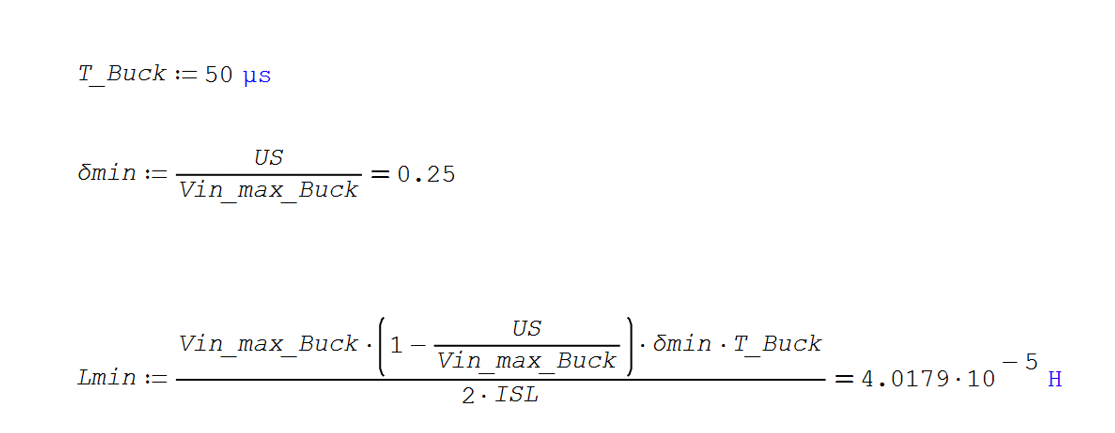 T_Buck := 50 µs
δmin := US / Vin_max_Buck = 0.25
Lmin := Vin_max_Buck · (1 − US / Vin_max_Buck) · δmin · T_Buck / 2 · ISL = 4.0179 · 10^−5 H